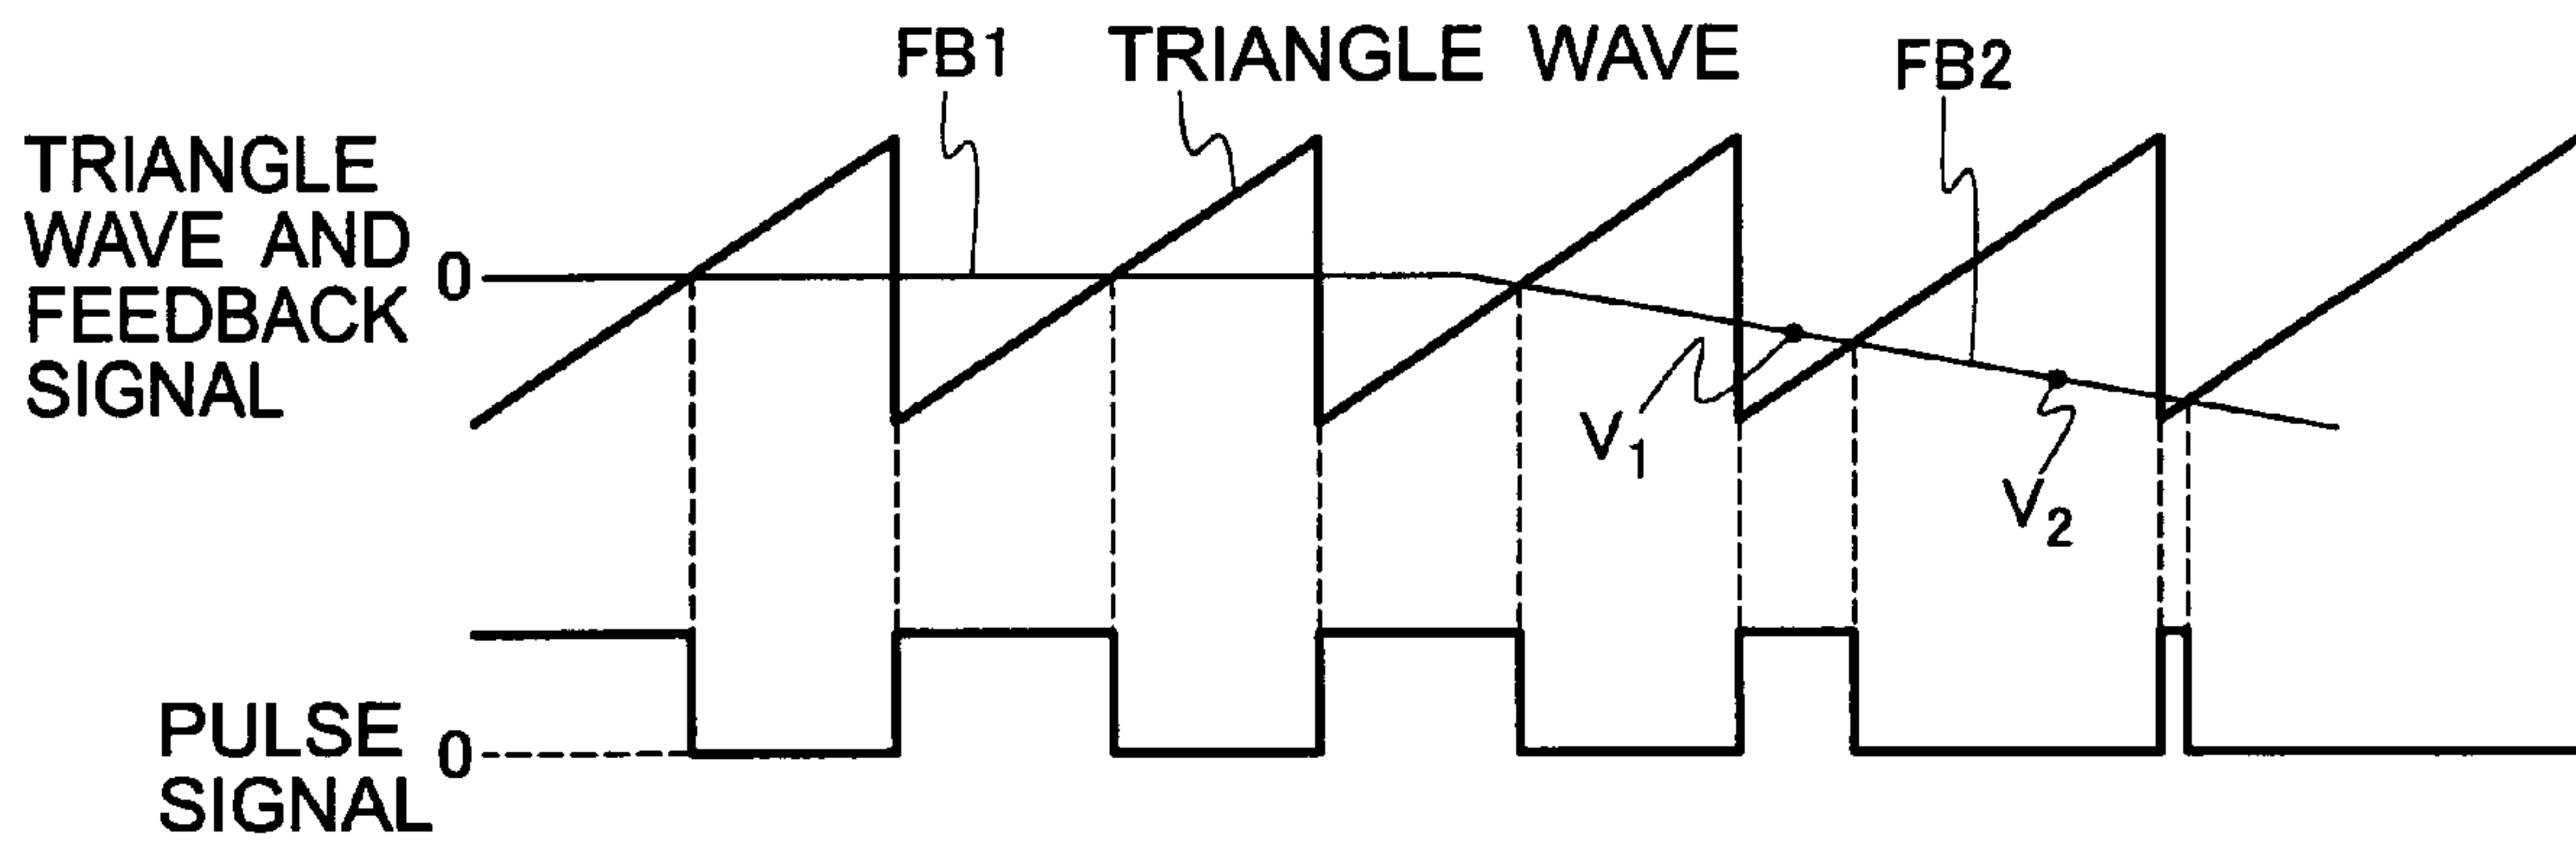 FB1
TRIANGLE WAVE
FB2
TRIANGLE
WAVE AND
FEEDBACK
SIGNAL
0
V1
V2
PULSE
SIGNAL
0